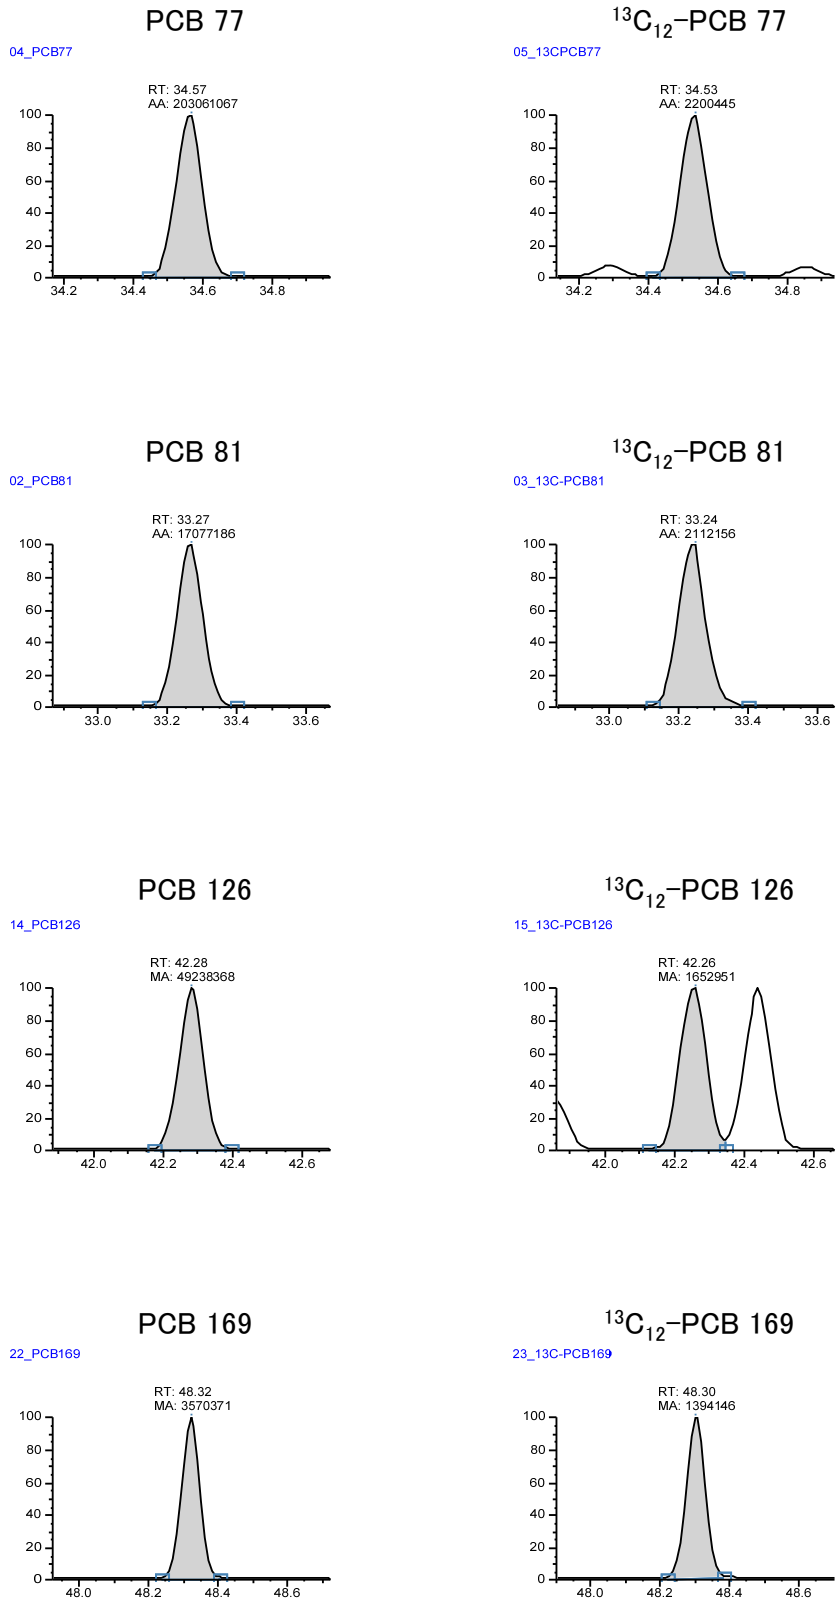 PCB 77
04_PCB77
RT: 34.57
AA: 203061067
100
80
60
40
20
0
34.2 34.4 34.6 34.8
¹³C₁₂-PCB 77
05_13CPCB77
RT: 34.53
AA: 2200445
100
80
60
40
20
0
34.2 34.4 34.6 34.8
PCB 81
02_PCB81
RT: 33.27
AA: 17077186
100
80
60
40
20
0
33.0 33.2 33.4 33.6
¹³C₁₂-PCB 81
03_13C-PCB81
RT: 33.24
AA: 2112156
100
80
60
40
20
0
33.0 33.2 33.4 33.6
PCB 126
14_PCB126
RT: 42.28
MA: 49238368
100
80
60
40
20
0
42.0 42.2 42.4 42.6
¹³C₁₂-PCB 126
15_13C-PCB126
RT: 42.26
MA: 1652951
100
80
60
40
20
0
42.0 42.2 42.4 42.6
PCB 169
22_PCB169
RT: 48.32
MA: 3570371
100
80
60
40
20
0
48.0 48.2 48.4 48.6
¹³C₁₂-PCB 169
23_13C-PCB169
RT: 48.30
MA: 1394146
100
80
60
40
20
0
48.0 48.2 48.4 48.6